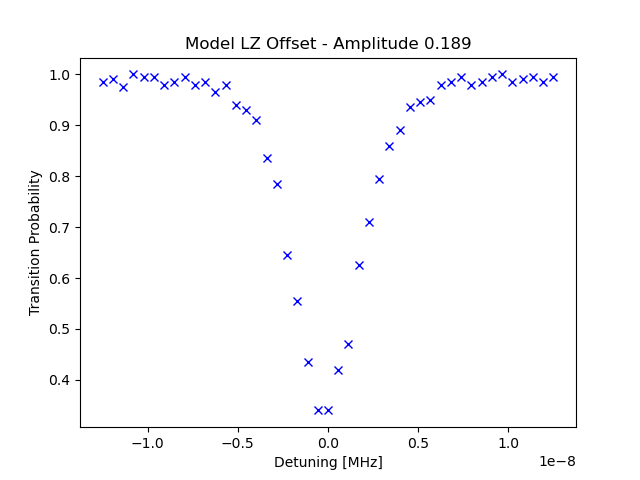 Model LZ Offset - Amplitude 0.189
1.0
0.9
0.8
0.7
0.6
0.5
0.4
Transition Probability
−1.0 −0.5 0.0 0.5 1.0
1e−8
Detuning [MHz]